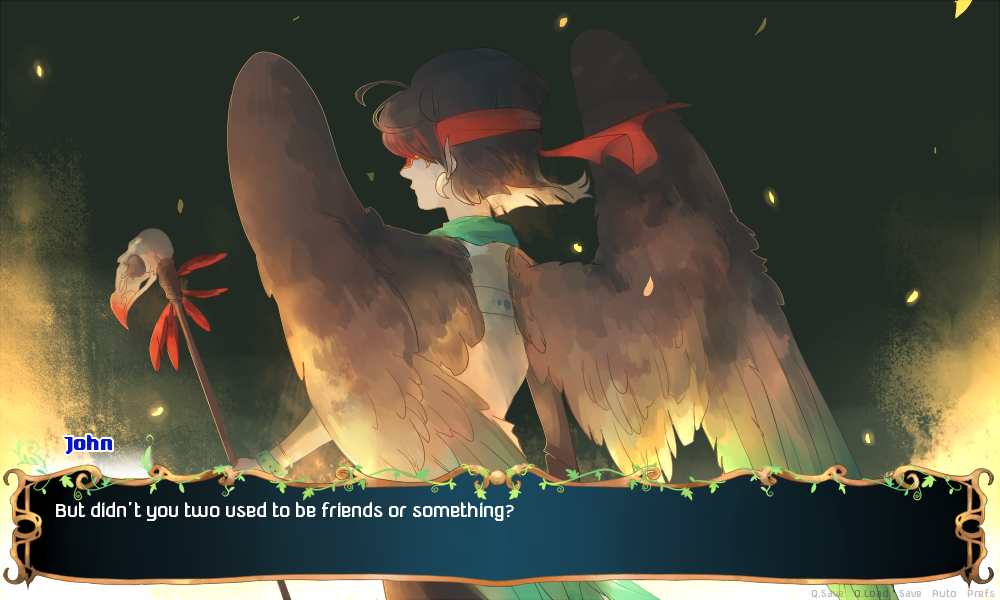 John
But didn't you two used to be friends or something?
Q.Save Q.Load Save Auto Prefs